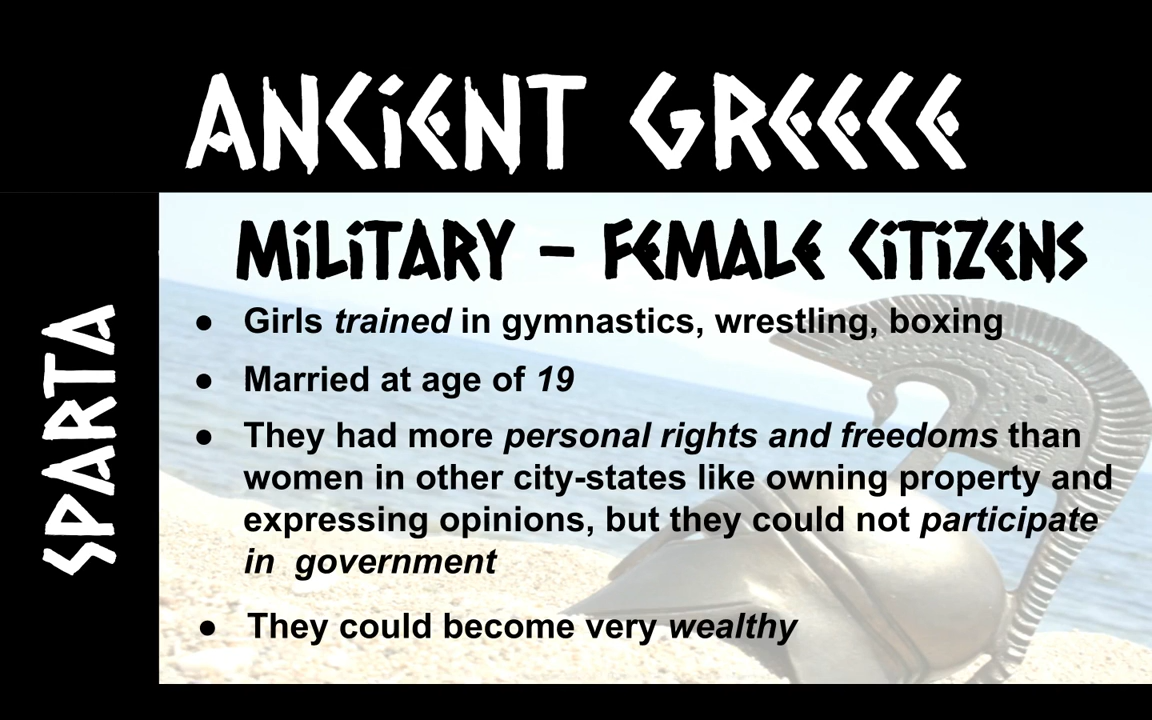 ANCiENT GREECE
SPARTA
MiLiTARY – FEMALE CiTiZENS
● Girls trained in gymnastics, wrestling, boxing
● Married at age of 19
● They had more personal rights and freedoms than
women in other city-states like owning property and
expressing opinions, but they could not participate
in government
● They could become very wealthy